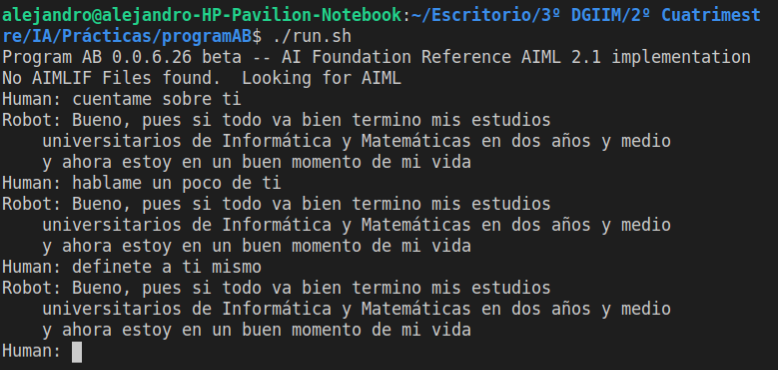 alejandro@alejandro-HP-Pavilion-Notebook:~/Escritorio/3º DGIIM/2º Cuatrimest
re/IA/Prácticas/programAB$ ./run.sh
Program AB 0.0.6.26 beta -- AI Foundation Reference AIML 2.1 implementation
No AIMLIF Files found.  Looking for AIML
Human: cuentame sobre ti
Robot: Bueno, pues si todo va bien termino mis estudios
    universitarios de Informática y Matemáticas en dos años y medio
    y ahora estoy en un buen momento de mi vida
Human: hablame un poco de ti
Robot: Bueno, pues si todo va bien termino mis estudios
    universitarios de Informática y Matemáticas en dos años y medio
    y ahora estoy en un buen momento de mi vida
Human: definete a ti mismo
Robot: Bueno, pues si todo va bien termino mis estudios
    universitarios de Informática y Matemáticas en dos años y medio
    y ahora estoy en un buen momento de mi vida
Human: